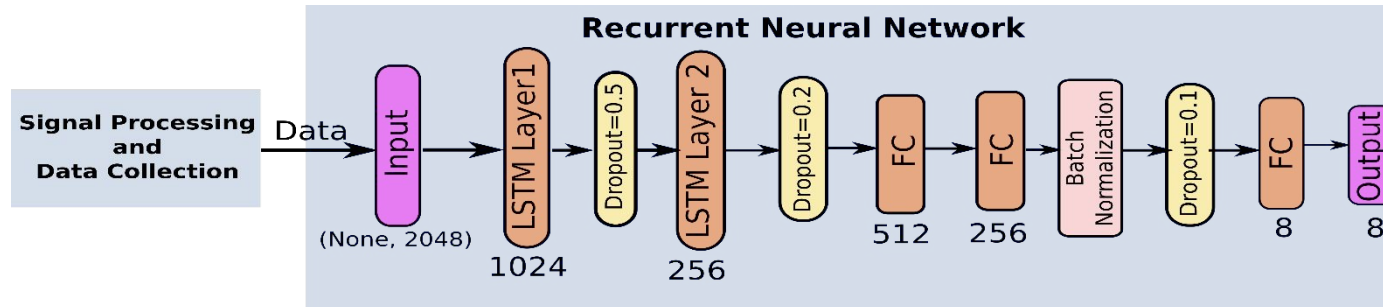 Recurrent Neural Network
Signal Processing
and
Data Collection
Data
Input
(None, 2048)
LSTM Layer1
1024
Dropout=0.5
LSTM Layer 2
256
Dropout=0.2
FC
512
FC
256
Batch
Normalization
Dropout=0.1
FC
8
Output
8